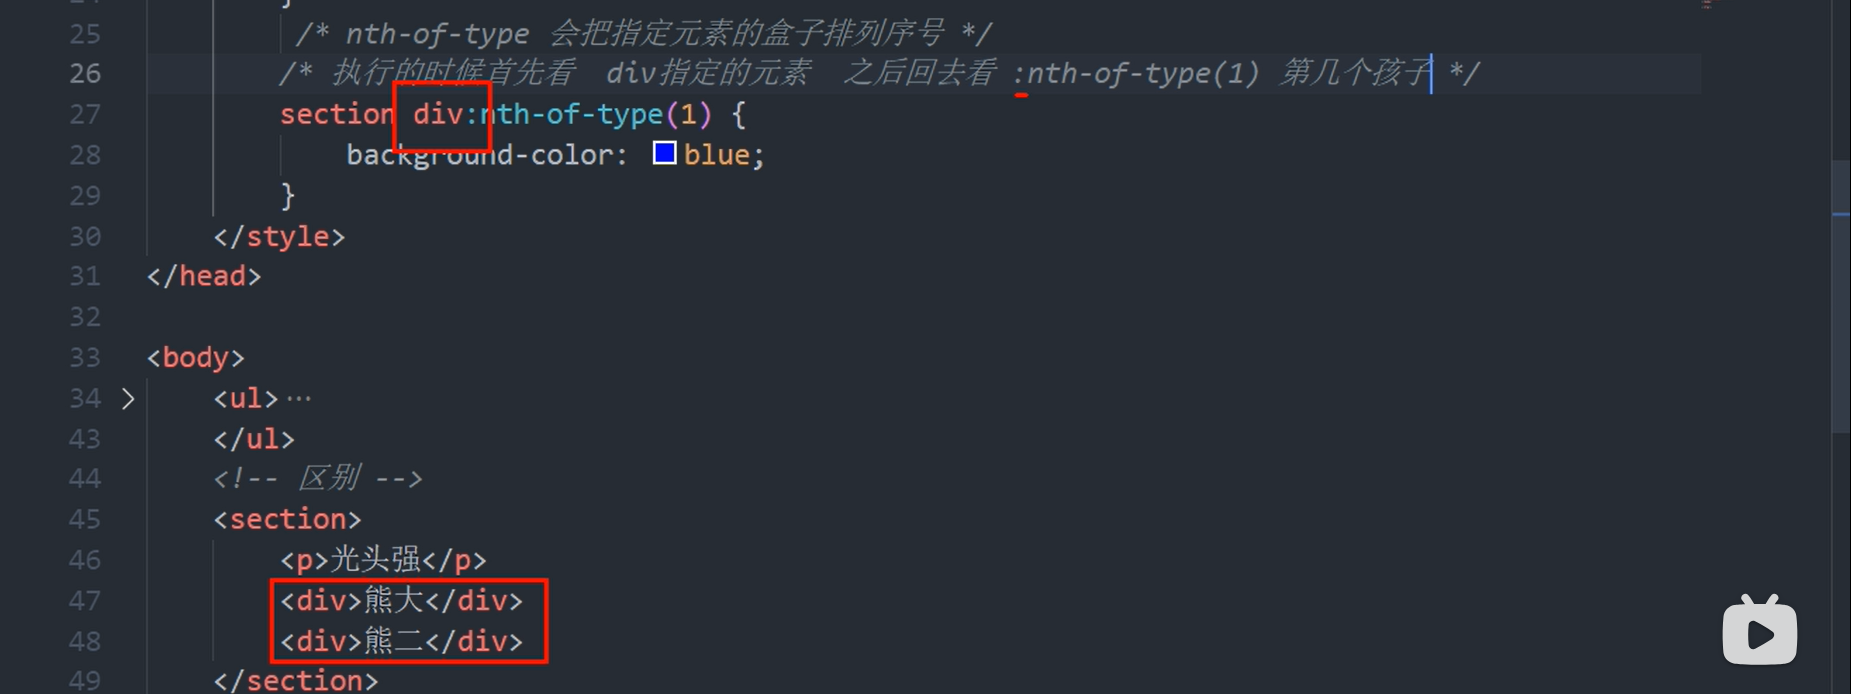 24 }
25 /* nth-of-type 会把指定元素的盒子排列序号 */
26 /* 执行的时候首先看 div指定的元素 之后回去看 :nth-of-type(1) 第几个孩子 */
27 section div:nth-of-type(1) {
28 background-color: blue;
29 }
30 </style>
31 </head>
32
33 <body>
34 <ul>···
43 </ul>
44 <!-- 区别 -->
45 <section>
46 <p>光头强</p>
47 <div>熊大</div>
48 <div>熊二</div>
49 </section>